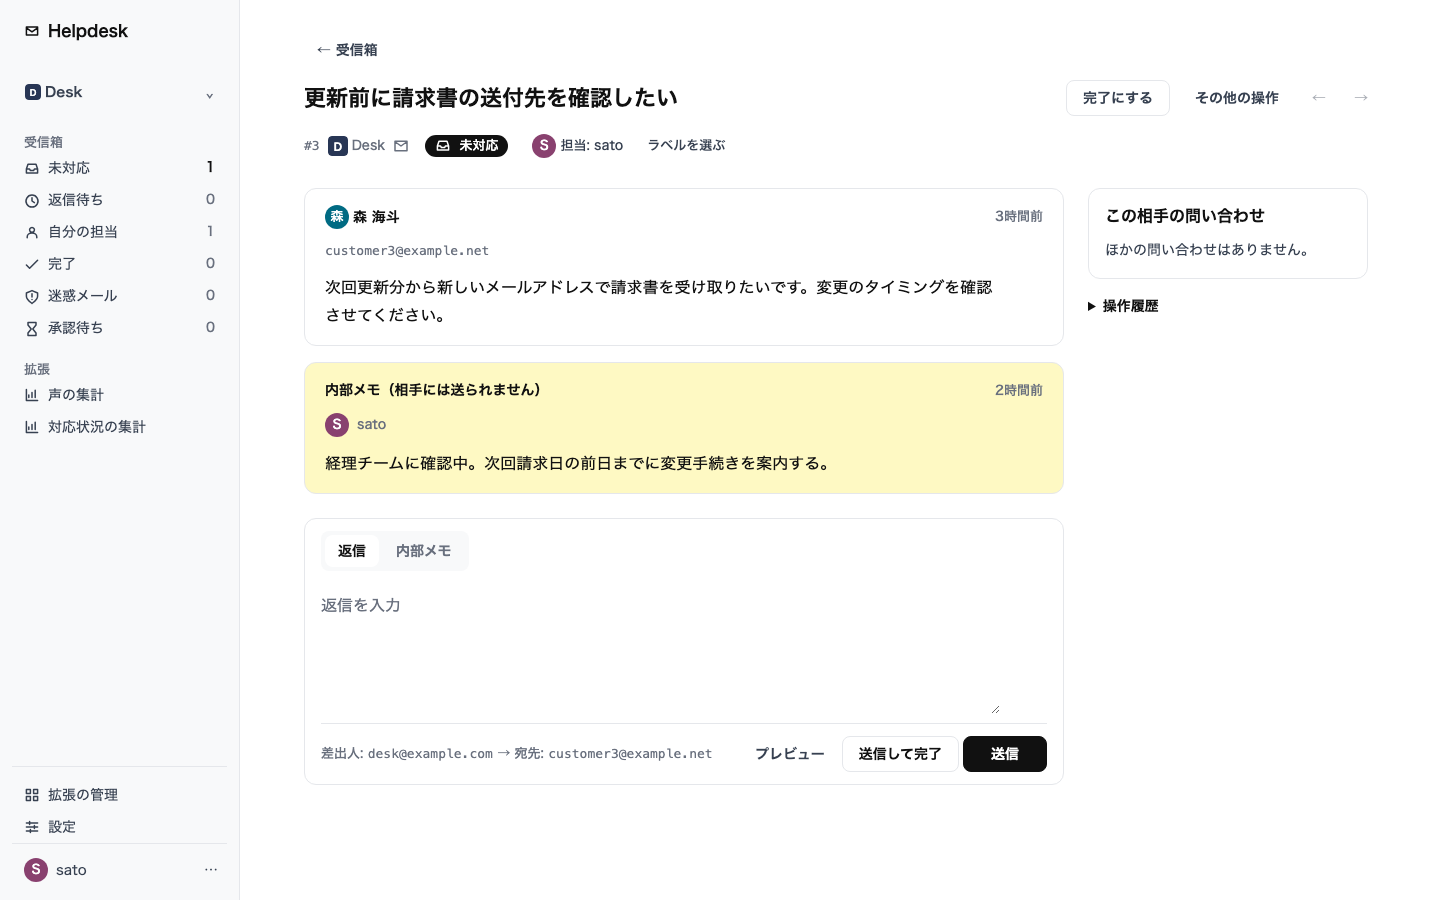 Helpdesk
D Desk
受信箱
未対応 1
返信待ち 0
自分の担当 1
完了 0
迷惑メール 0
承認待ち 0
拡張
声の集計
対応状況の集計
拡張の管理
設定
S sato ...
← 受信箱
更新前に請求書の送付先を確認したい
完了にする その他の操作 ← →
#3 D Desk 未対応 S 担当: sato ラベルを選ぶ
森 森 海斗 3時間前
customer3@example.net
次回更新分から新しいメールアドレスで請求書を受け取りたいです。変更のタイミングを確認
させてください。
内部メモ（相手には送られません） 2時間前
S sato
経理チームに確認中。次回請求日の前日までに変更手続きを案内する。
返信 内部メモ
返信を入力
差出人: desk@example.com → 宛先: customer3@example.net プレビュー 送信して完了 送信
この相手の問い合わせ
ほかの問い合わせはありません。
▶ 操作履歴